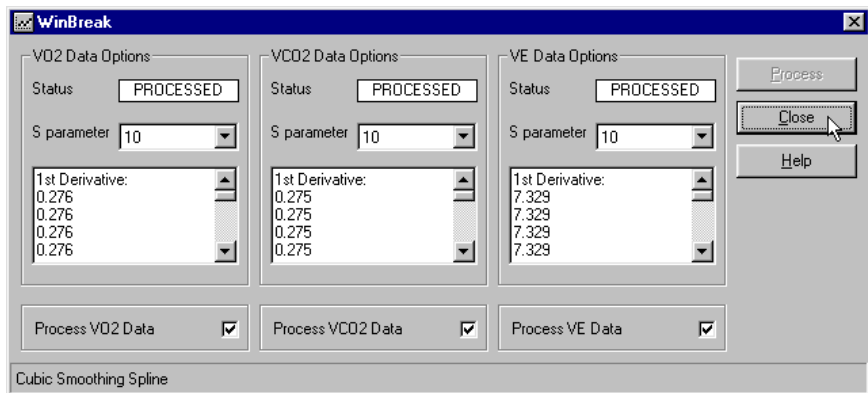 WinBreak
VO2 Data Options
Status PROCESSED
S parameter 10
1st Derivative:
0.276
0.276
0.276
0.276
Process VO2 Data
VCO2 Data Options
Status PROCESSED
S parameter 10
1st Derivative:
0.275
0.275
0.275
0.275
Process VCO2 Data
VE Data Options
Status PROCESSED
S parameter 10
1st Derivative:
7.329
7.329
7.329
7.329
Process VE Data
Process
Close
Help
Cubic Smoothing Spline